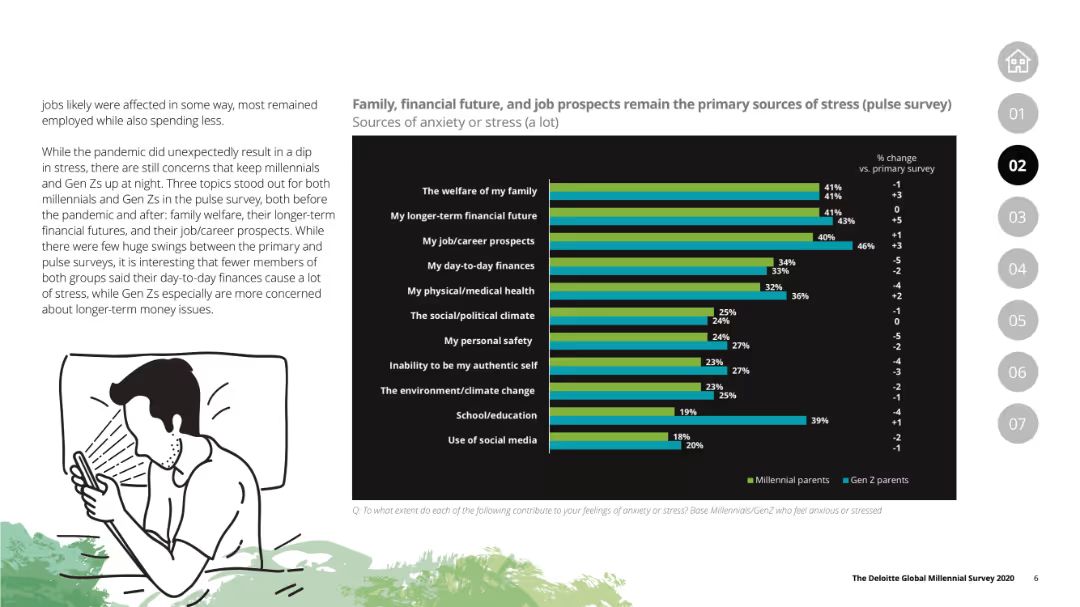 jobs likely were affected in some way, most remained
employed while also spending less.
While the pandemic did unexpectedly result in a dip
in stress, there are still concerns that keep millennials
and Gen Zs up at night. Three topics stood out for both
millennials and Gen Zs in the pulse survey, both before
the pandemic and after: family welfare, their longer-term
financial futures, and their job/career prospects. While
there were few huge swings between the primary and
pulse surveys, it is interesting that fewer members of
both groups said their day-to-day finances cause a lot
of stress, while Gen Zs especially are more concerned
about longer-term money issues.
Family, financial future, and job prospects remain the primary sources of stress (pulse survey)
Sources of anxiety or stress (a lot)
% change
vs. primary survey
The welfare of my family 41% -1
41% +3
My longer-term financial future 41% 0
43% +5
My job/career prospects 40% +1
46% +3
My day-to-day finances 34% -5
33% -2
My physical/medical health 32% -4
36% +2
The social/political climate 25% -1
24% 0
My personal safety 24% -5
27% -2
Inability to be my authentic self 23% -4
27% -3
The environment/climate change 23% -2
25% -1
School/education 19% -4
39% +1
Use of social media 18% -2
20% -1
Millennial parents Gen Z parents
Q: To what extent do each of the following contribute to your feelings of anxiety or stress? Base Millennials/GenZ who feel anxious or stressed
01
02
03
04
05
06
07
The Deloitte Global Millennial Survey 2020 6